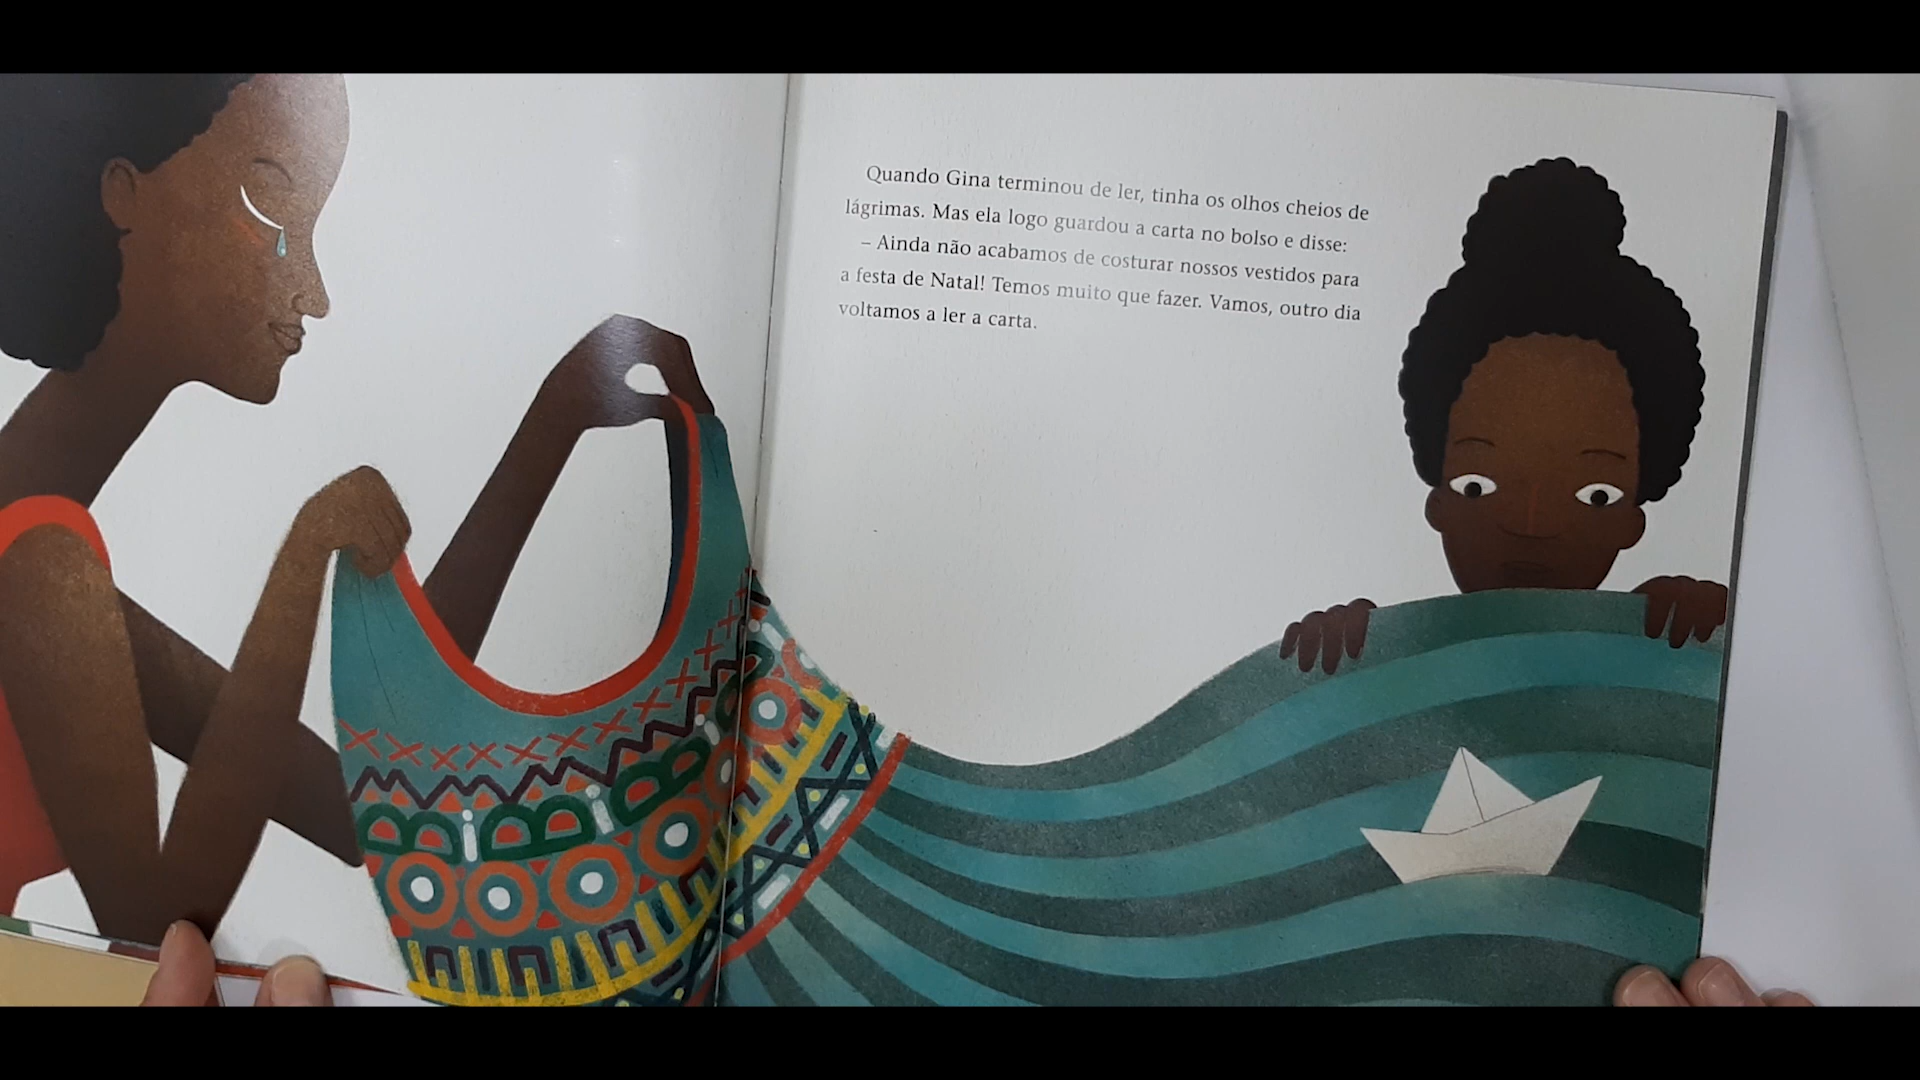 Quando Gina terminou de ler, tinha os olhos cheios de
lágrimas. Mas ela logo guardou a carta no bolso e disse:
– Ainda não acabamos de costurar nossos vestidos para
a festa de Natal! Temos muito que fazer. Vamos, outro dia
voltamos a ler a carta.